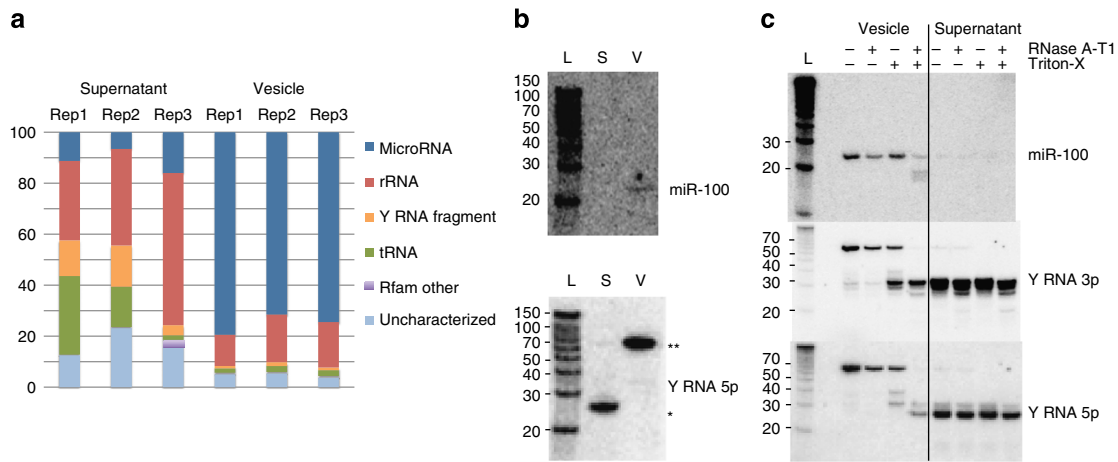 a
Supernatant Vesicle
Rep1 Rep2 Rep3 Rep1 Rep2 Rep3
100
80
60
40
20
0
MicroRNA
rRNA
Y RNA fragment
tRNA
Rfam other
Uncharacterized
b
L S V
150
100
70
50
40
30
20
miR-100
L S V
150
100
70
50
40
30
20
**
Y RNA 5p
*
c
Vesicle Supernatant
L − + − + − + − + RNase A-T1
− − + + − − + + Triton-X
30
20
miR-100
70
50
40
30
20
Y RNA 3p
70
50
40
30
20
Y RNA 5p